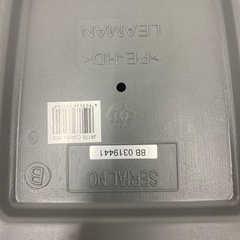 SERIAL NO
BB 0319441
B
>PE-HD<
LEAMAN